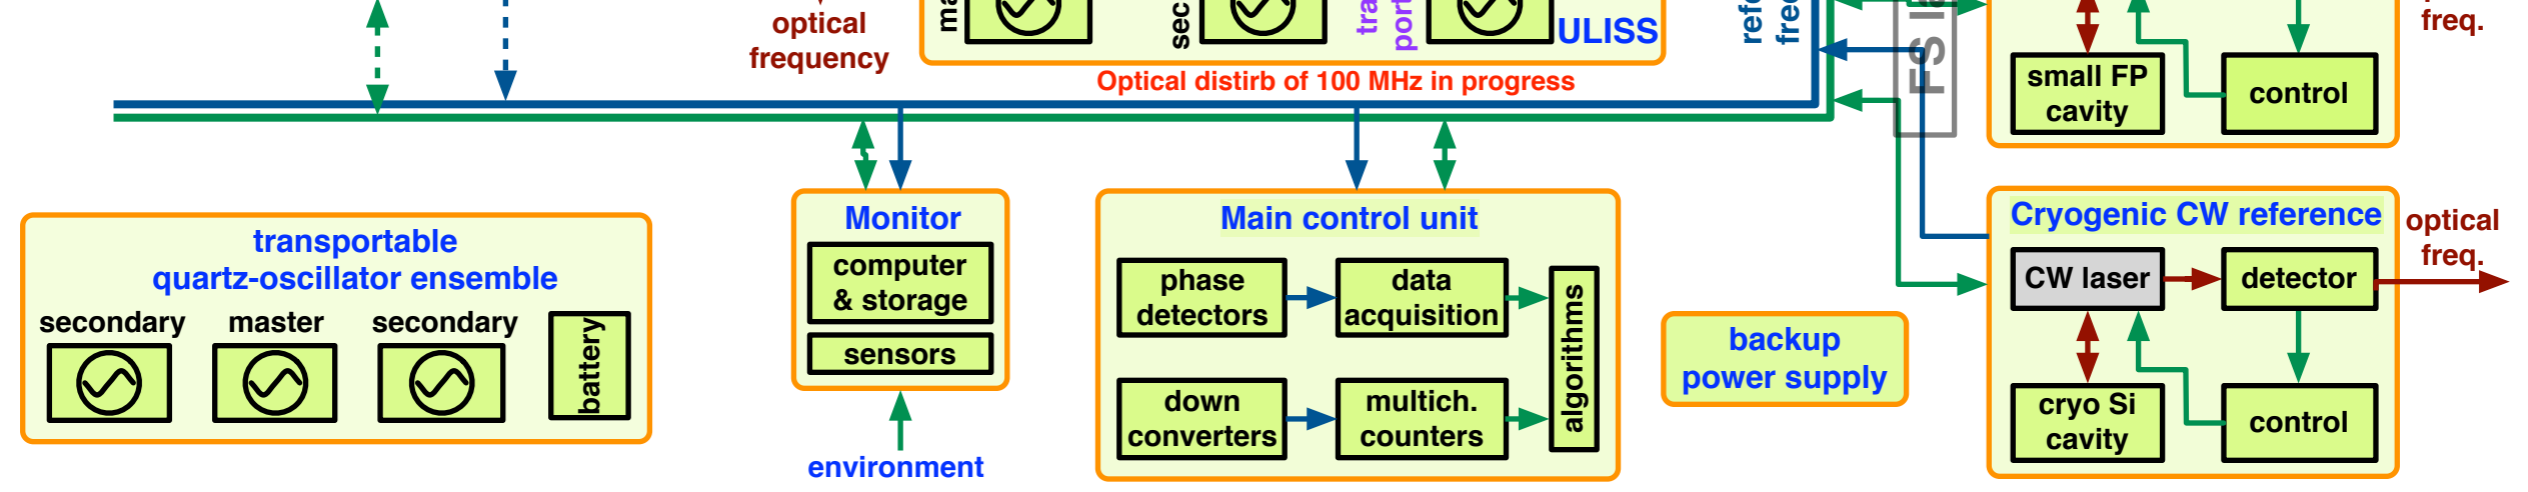 optical
frequency
ULISS
Optical distirb of 100 MHz in progress
FS
small FP
cavity
control
freq.
transportable
quartz-oscillator ensemble
secondary
master
secondary
battery
Monitor
computer
& storage
sensors
environment
Main control unit
phase
detectors
data
acquisition
down
converters
multich.
counters
algorithms
backup
power supply
Cryogenic CW reference
CW laser
detector
cryo Si
cavity
control
optical
freq.